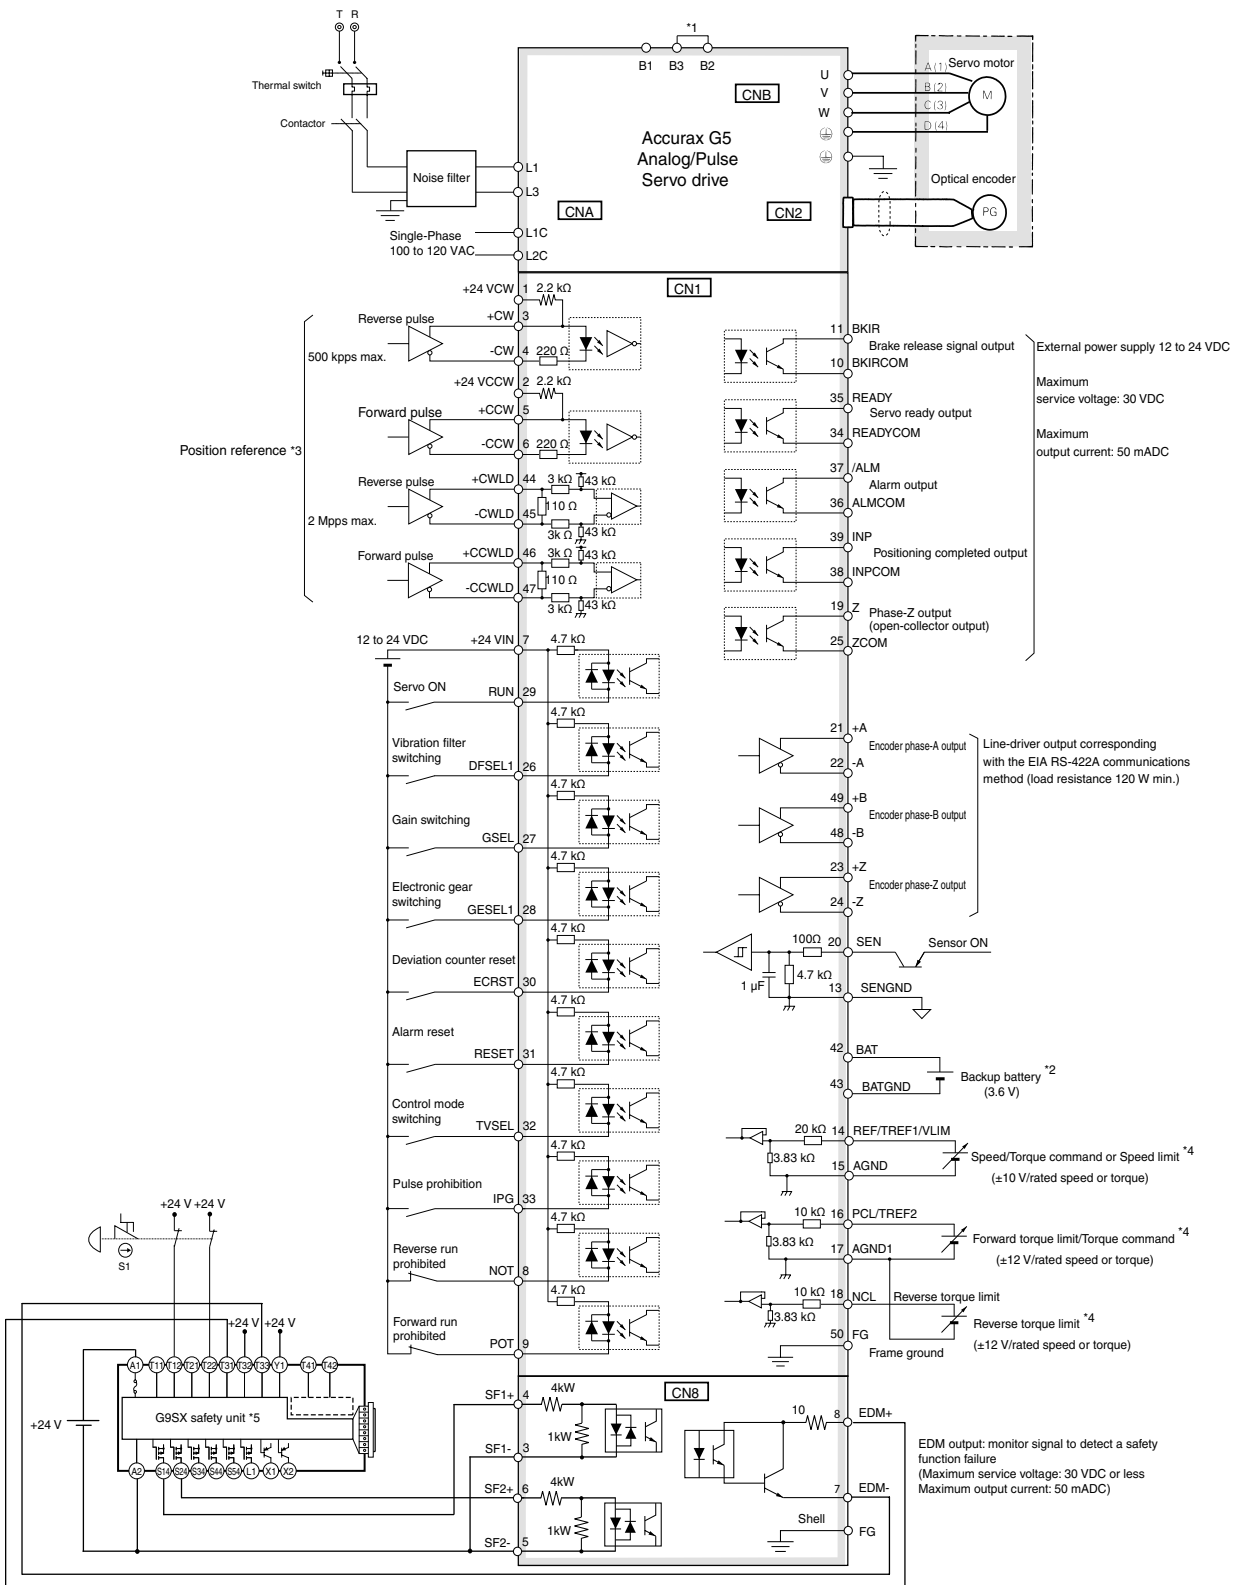 T R
*1
B1 B3 B2
Thermal switch
Contactor
Noise filter
L1
L3
Single-Phase
100 to 120 VAC
L1C
L2C
CNA
CNB
CN2
Accurax G5
Analog/Pulse
Servo drive
U
V
W
A (1)
B (2)
C (3)
D (4)
Servo motor
M
Optical encoder
PG
CN1
Position reference *3
500 kpps max.
2 Mpps max.
+24 VCW 1 2.2 kΩ
Reverse pulse
+CW 3
-CW 4 220 Ω
+24 VCCW 2 2.2 kΩ
Forward pulse
+CCW 5
-CCW 6 220 Ω
Reverse pulse
+CWLD 44 3 kΩ 43 kΩ
110 Ω
-CWLD 45
3k Ω 43 kΩ
Forward pulse
+CCWLD 46 3k Ω 43 kΩ
110 Ω
-CCWLD 47
3 kΩ 43 kΩ
12 to 24 VDC
+24 VIN 7 4.7 kΩ
Servo ON
RUN 29
4.7 kΩ
Vibration filter
switching
DFSEL1 26
4.7 kΩ
Gain switching
GSEL 27
4.7 kΩ
Electronic gear
switching
GESEL1 28
4.7 kΩ
Deviation counter reset
ECRST 30
4.7 kΩ
Alarm reset
RESET 31
4.7 kΩ
Control mode
switching
TVSEL 32
4.7 kΩ
Pulse prohibition
IPG 33
4.7 kΩ
Reverse run
prohibited
NOT 8
4.7 kΩ
Forward run
prohibited
POT 9
11 BKIR
Brake release signal output
10 BKIRCOM
35 READY
Servo ready output
34 READYCOM
37 /ALM
Alarm output
36 ALMCOM
39 INP
Positioning completed output
38 INPCOM
19 Z
Phase-Z output
(open-collector output)
25 ZCOM
External power supply 12 to 24 VDC
Maximum
service voltage: 30 VDC
Maximum
output current: 50 mADC
21 +A
Encoder phase-A output
22 -A
49 +B
Encoder phase-B output
48 -B
23 +Z
Encoder phase-Z output
24 -Z
Line-driver output corresponding
with the EIA RS-422A communications
method (load resistance 120 W min.)
100Ω 20 SEN
Sensor ON
4.7 kΩ
1 μF
13 SENGND
42 BAT
43 BATGND
Backup battery *2
(3.6 V)
20 kΩ 14 REF/TREF1/VLIM
3.83 kΩ
15 AGND
Speed/Torque command or Speed limit *4
(±10 V/rated speed or torque)
10 kΩ 16 PCL/TREF2
3.83 kΩ
17 AGND1
Forward torque limit/Torque command *4
(±12 V/rated speed or torque)
10 kΩ 18 NCL
Reverse torque limit
3.83 kΩ
Reverse torque limit *4
(±12 V/rated speed or torque)
50 FG
Frame ground
+24 V +24 V
S1
+24 V +24 V
A1 T11 T12 T21 T22 T31 T32 T33 Y1 T41 T42
G9SX safety unit *5
+24 V
A2 S14 S24 S34 S44 S54 L1 X1 X2
CN8
SF1+ 4 4kW
1kW
SF1- 3
SF2+ 6 4kW
1kW
SF2- 5
10 8 EDM+
7 EDM-
Shell
FG
EDM output: monitor signal to detect a safety
function failure
(Maximum service voltage: 30 VDC or less
Maximum output current: 50 mADC)